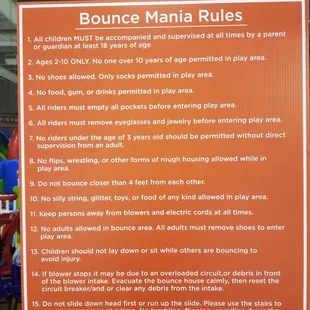 Bounce Mania Rules
1. All children MUST be accompanied and supervised at all times by a parent
or guardian at least 18 years of age
2. Ages 2-10 ONLY. No one over 10 years of age permitted in play area.
3. No shoes allowed. Only socks permitted in play area.
4. No food, gum, or drinks permitted in play area.
5. All riders must empty all pockets before entering play area.
6. All riders must remove eyeglasses and jewelry before entering play area.
7. No riders under the age of 3 years old should be permitted without direct
supervision from an adult.
8. No flips, wrestling, or other forms of rough housing allowed while in
play area.
9. Do not bounce closer than 4 feet from each other.
10. No silly string, glitter, toys, or food of any kind allowed in play area.
11. Keep persons away from blowers and electric cords at all times.
12. No adults allowed in bounce area. All adults must remove shoes to enter
play area.
13. Children should not lay down or sit while others are bouncing to
avoid injury.
14. If blower stops it may be due to an overloaded circuit,or debris in front
of the blower intake. Evacuate the bounce house calmly, then reset the
circuit breaker/and or clear any debris from the intake.
15. Do not slide down head first or run up the slide. Please use the stairs to